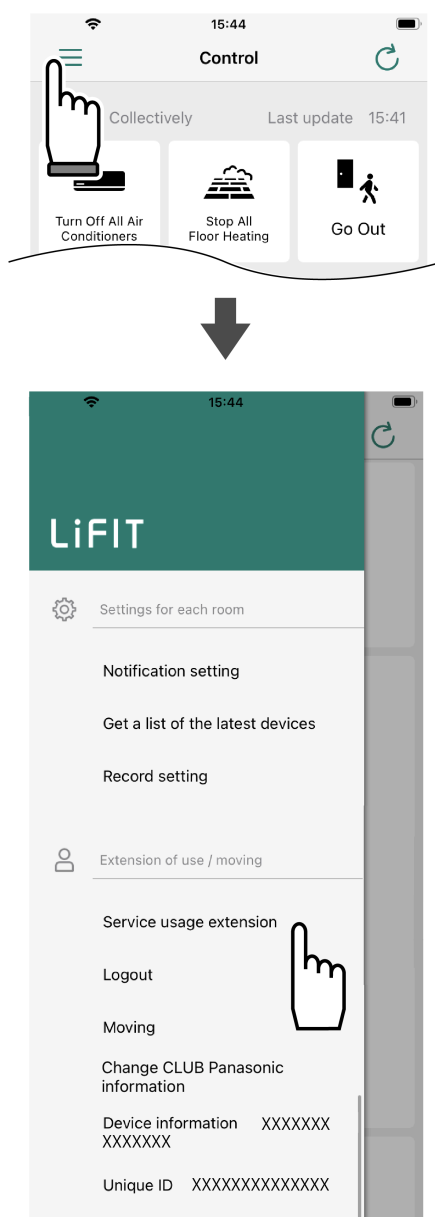 15:44
Control
Collectively Last update 15:41
Turn Off All Air
Conditioners
Stop All
Floor Heating
Go Out
15:44
LiFIT
Settings for each room
Notification setting
Get a list of the latest devices
Record setting
Extension of use / moving
Service usage extension
Logout
Moving
Change CLUB Panasonic
information
Device information XXXXXXX
XXXXXXX
Unique ID XXXXXXXXXXXXXX